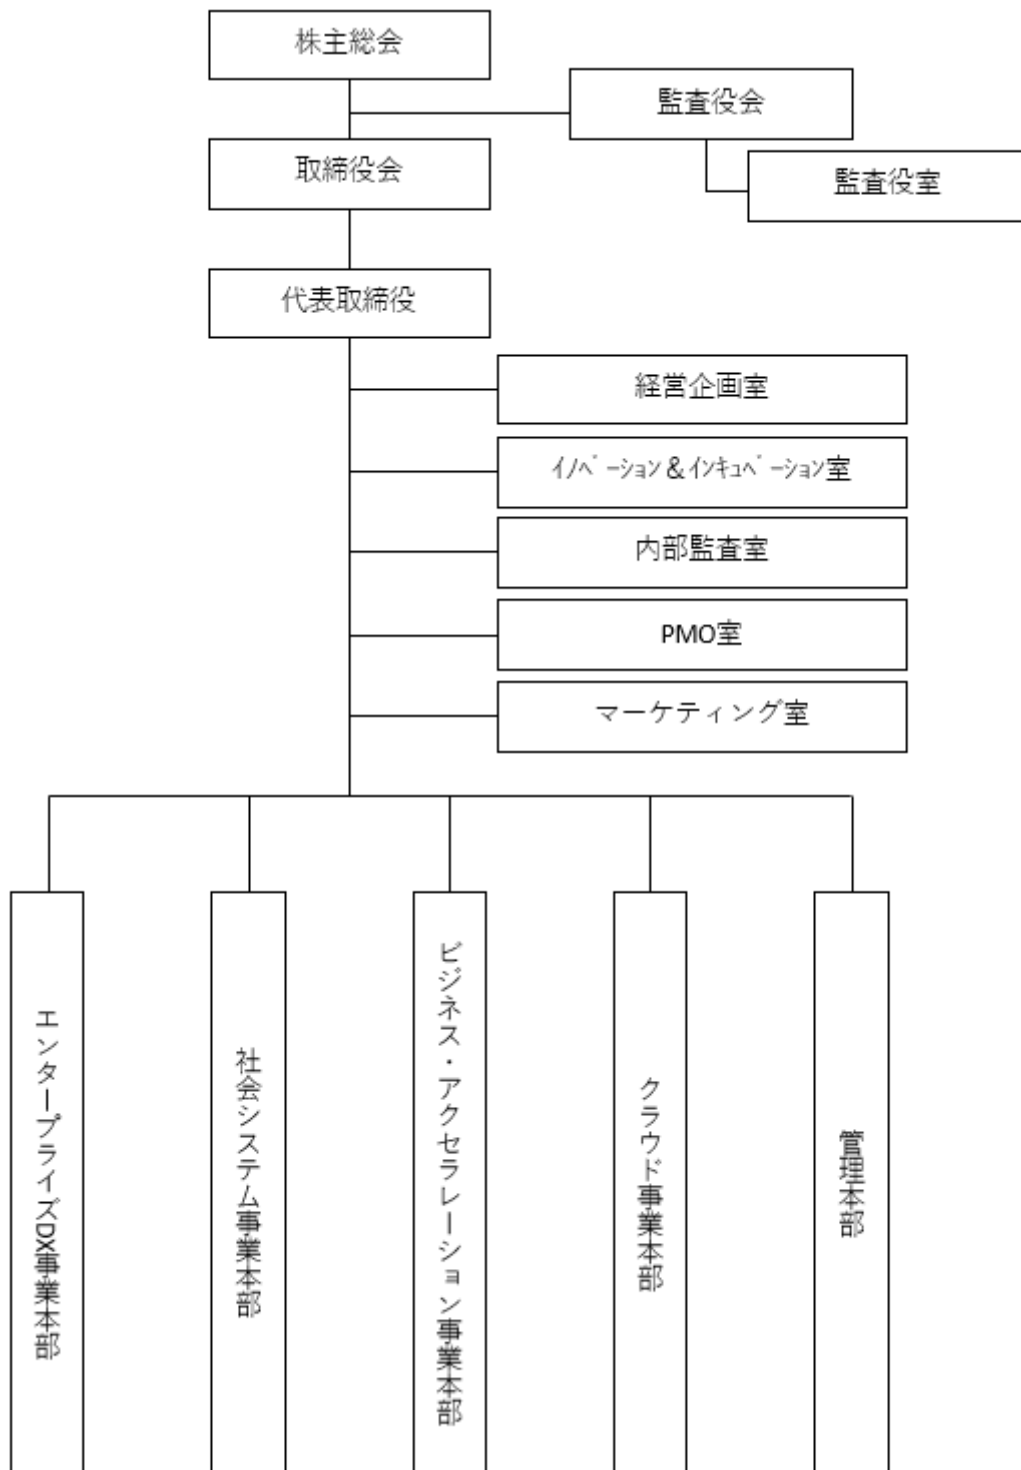 株主総会
監査役会
取締役会
監査役室
代表取締役
経営企画室
ｲﾉﾍﾞｰｼｮﾝ＆ｲﾝｷｭﾍﾞｰｼｮﾝ室
内部監査室
PMO室
マーケティング室
エンタープライズDX事業本部
社会システム事業本部
ビジネス・アクセラレーション事業本部
クラウド事業本部
管理本部